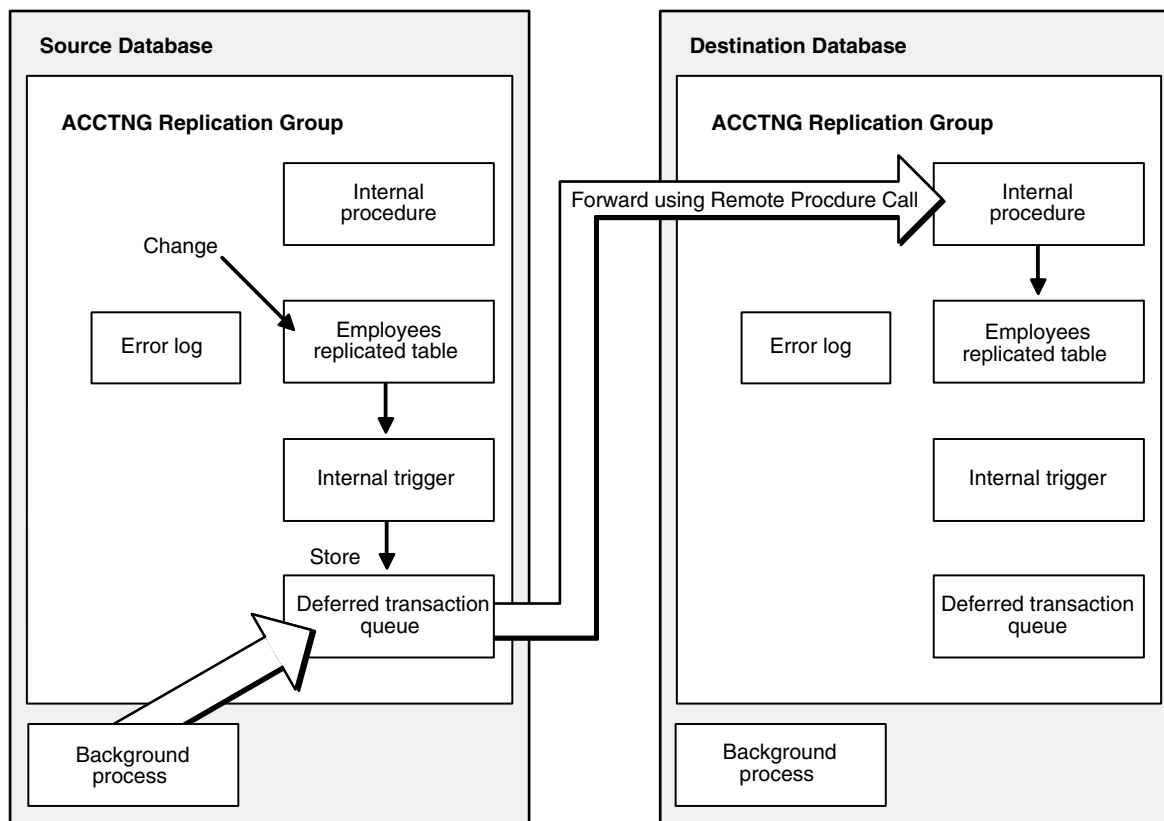 Source Database
ACCTNG Replication Group
Internal
procedure
Change
Error log
Employees
replicated table
Internal trigger
Store
Deferred transaction
queue
Background
process
Forward using Remote Procdure Call
Destination Database
ACCTNG Replication Group
Internal
procedure
Error log
Employees
replicated table
Internal trigger
Deferred transaction
queue
Background
process